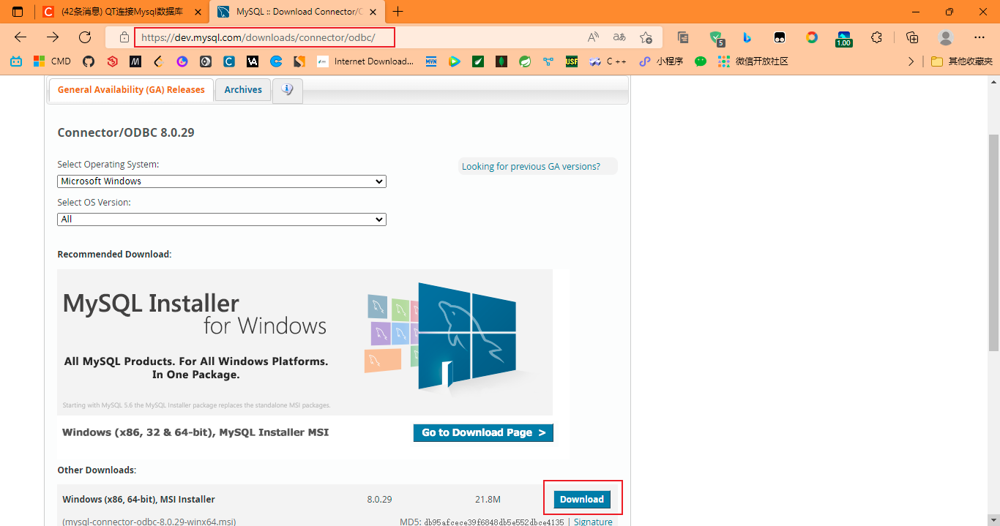 (42条消息) QT连接Mysql数据库
MySQL :: Download Connector/O
https://dev.mysql.com/downloads/connector/odbc/
5
1.00
CMD
Internet Download...
C ++
小程序
微信开放社区
其他收藏夹
General Availability (GA) Releases
Archives
Connector/ODBC 8.0.29
Select Operating System:
Looking for previous GA versions?
Microsoft Windows
Select OS Version:
All
Recommended Download:
MySQL Installer
for Windows
All MySQL Products. For All Windows Platforms.
In One Package.
Starting with MySQL 5.6 the MySQL Installer package replaces the standalone MSI packages.
Windows (x86, 32 & 64-bit), MySQL Installer MSI
Go to Download Page >
Other Downloads:
Windows (x86, 64-bit), MSI Installer
8.0.29
21.8M
Download
(mysql-connector-odbc-8.0.29-winx64.msi)
MD5: db95afcece39f6848db5e552dbce4135 | Signature